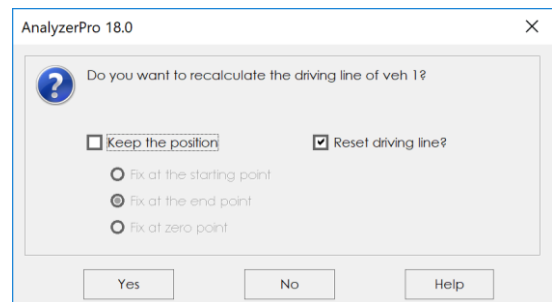 AnalyzerPro 18.0
Do you want to recalculate the driving line of veh 1?
Keep the position Reset driving line?
Fix at the starting point
Fix at the end point
Fix at zero point
Yes No Help